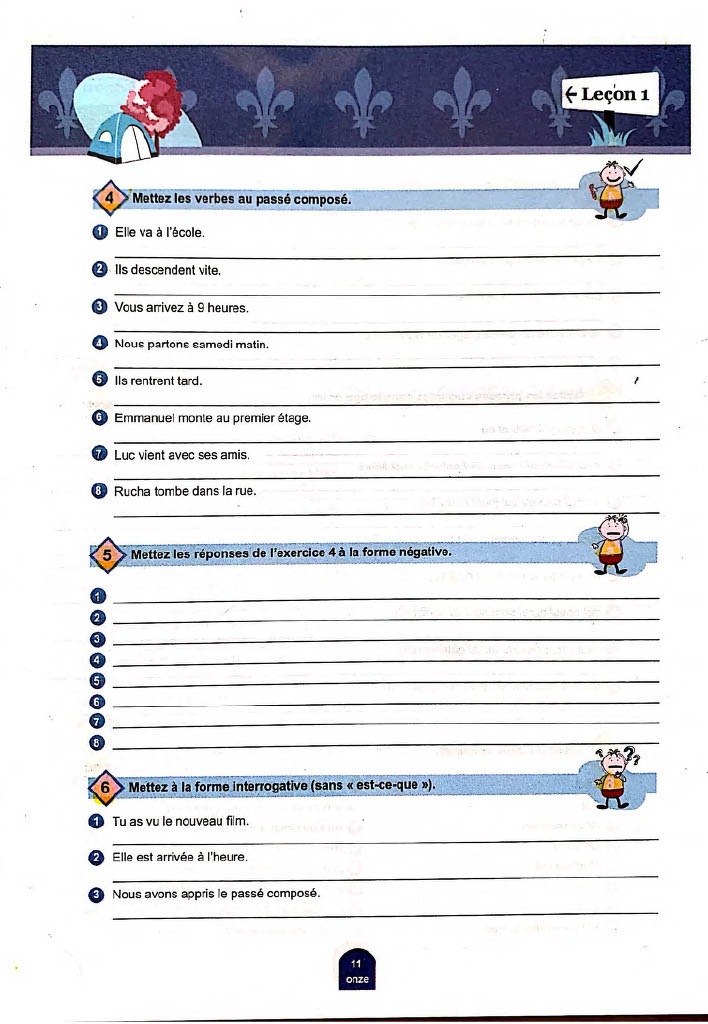 ← Leçon 1
4 Mettez les verbes au passé composé.
1 Elle va à l'école.
2 Ils descendent vite.
3 Vous arrivez à 9 heures.
4 Nous partons samedi matin.
5 Ils rentrent tard.
6 Emmanuel monte au premier étage.
7 Luc vient avec ses amis.
8 Rucha tombe dans la rue.
5 Mettez les réponses de l'exercice 4 à la forme négative.
1
2
3
4
5
6
7
8
6 Mettez à la forme interrogative (sans « est-ce-que »).
1 Tu as vu le nouveau film.
2 Elle est arrivée à l'heure.
3 Nous avons appris le passé composé.
11
onze